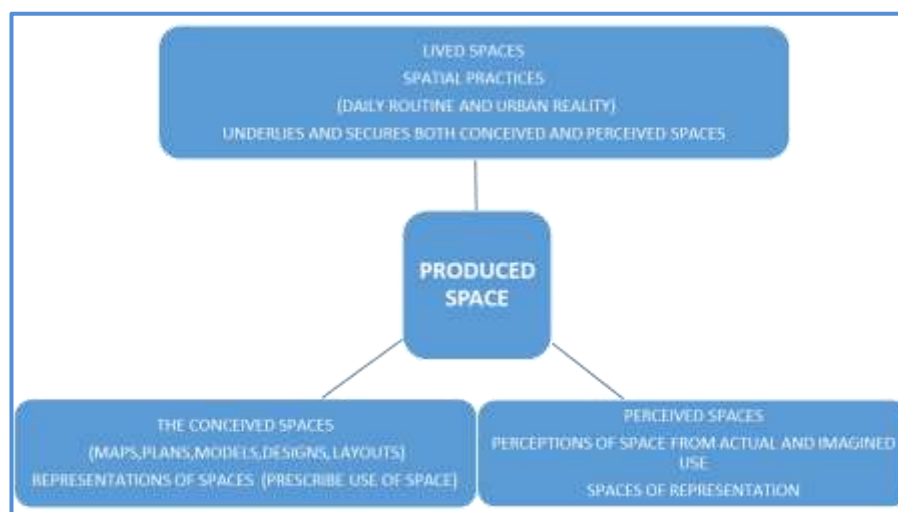 LIVED SPACES
SPATIAL PRACTICES
(DAILY ROUTINE AND URBAN REALITY)
UNDERLIES AND SECURES BOTH CONCEIVED AND PERCEIVED SPACES
PRODUCED
SPACE
THE CONCEIVED SPACES
(MAPS,PLANS,MODELS,DESIGNS, LAYOUTS)
REPRESENTATIONS OF SPACES (PRESCRIBE USE OF SPACE)
PERCEIVED SPACES
PERCEPTIONS OF SPACE FROM ACTUAL AND IMAGINED
USE
SPACES OF REPRESENTATION